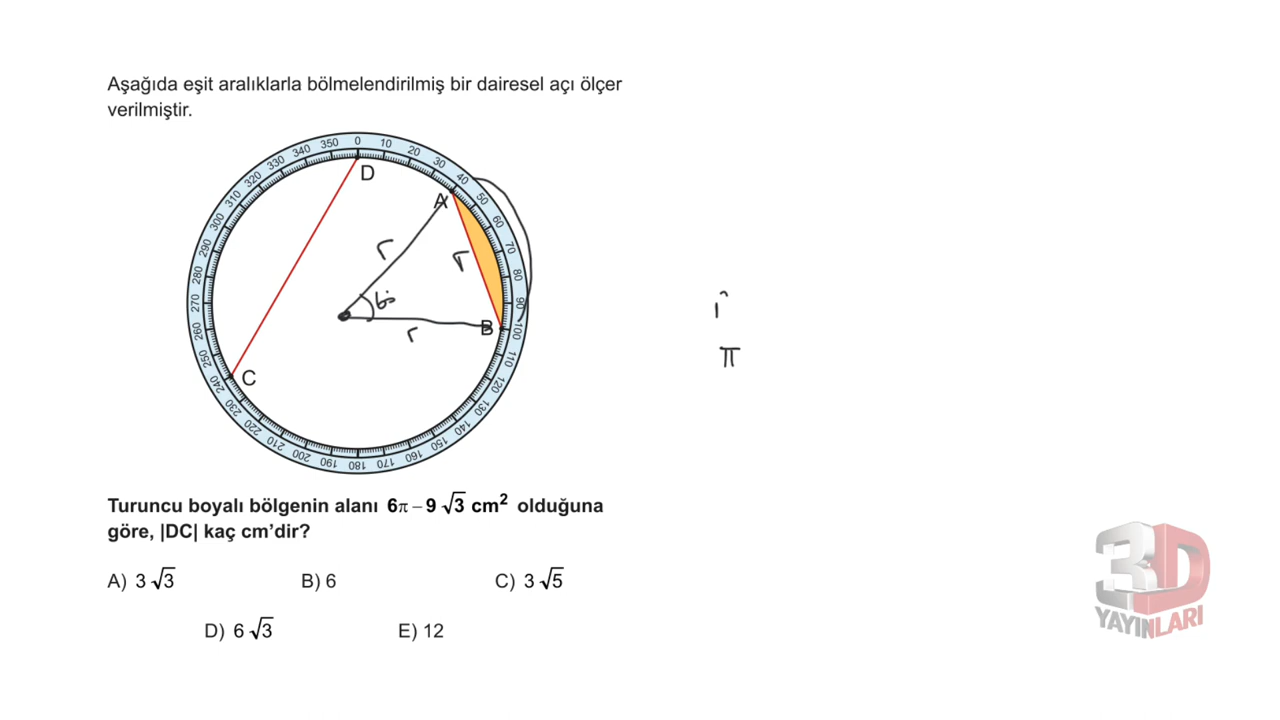 Aşağıda eşit aralıklarla bölmelendirilmiş bir dairesel açı ölçer
verilmiştir.
0 10 20 30 40 50 60 70 80 90 100 110 120 130 140 150 160 170 180 190 200 210 220 230 240 250 260 270 280 290 300 310 320 330 340 350
D
A
r
r
60°
B
r
C
π
Turuncu boyalı bölgenin alanı 6π – 9√3 cm² olduğuna
göre, |DC| kaç cm’dir?
A) 3√3 B) 6 C) 3√5
D) 6√3 E) 12
3D
YAYINLARI